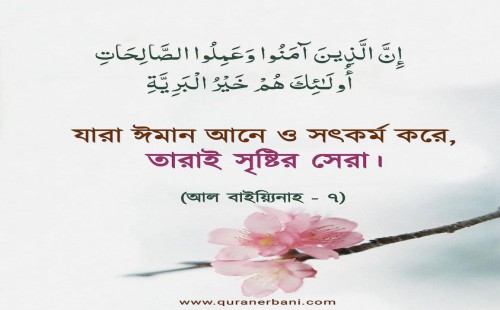 إِنَّ الَّذِينَ آمَنُوا وَعَمِلُوا الصَّالِحَاتِ
أُولَٰئِكَ هُمْ خَيْرُ الْبَرِيَّةِ
যারা ঈমান আনে ও সৎকর্ম করে,
তারাই সৃষ্টির সেরা।
(আল বাইয়্যিনাহ - ৭)
www.quranerbani.com